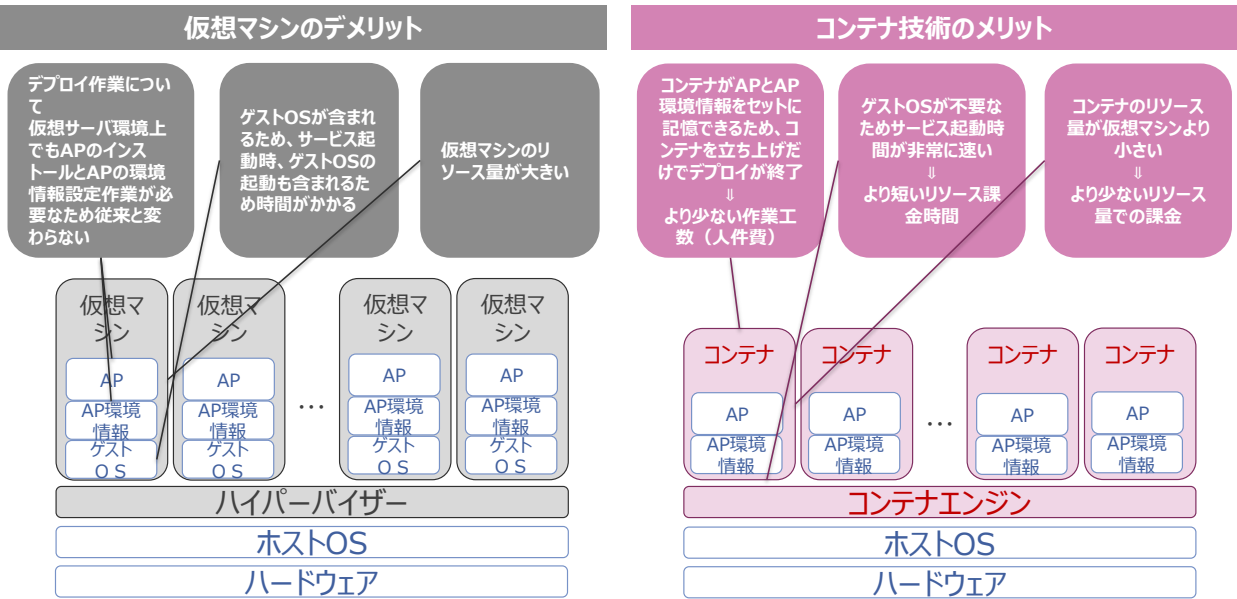 仮想マシンのデメリット
デプロイ作業につい
て
仮想サーバ環境上
でもAPのインス
トールとAPの環境
情報設定作業が必
要なため従来と変
わらない
ゲストOSが含まれ
るため、サービス起
動時、ゲストOSの
起動も含まれるた
め時間がかかる
仮想マシンのリ
ソース量が大きい
仮想マ
シン
AP
AP環境
情報
ゲスト
OS
仮想マ
シン
AP
AP環境
情報
ゲスト
OS
…
仮想マ
シン
AP
AP環境
情報
ゲスト
OS
仮想マ
シン
AP
AP環境
情報
ゲスト
OS
ハイパーバイザー
ホストOS
ハードウェア
コンテナ技術のメリット
コンテナがAPとAP
環境情報をセットに
記憶できるため、コ
ンテナを立ち上げだ
けでデプロイが終了
⇓
より少ない作業工
数（人件費）
ゲストOSが不要な
ためサービス起動時
間が非常に速い
⇓
より短いリソース課
金時間
コンテナのリソース
量が仮想マシンより
小さい
⇓
より少ないリソース
量での課金
コンテナ
AP
AP環境
情報
コンテナ
AP
AP環境
情報
…
コンテナ
AP
AP環境
情報
コンテナ
AP
AP環境
情報
コンテナエンジン
ホストOS
ハードウェア